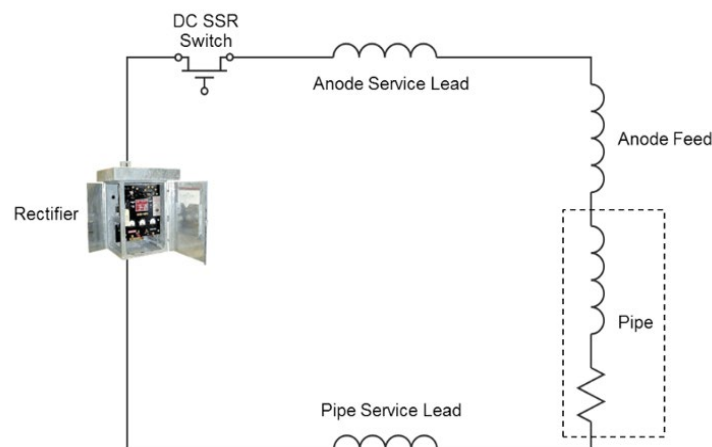 DC SSR
Switch
Anode Service Lead
Anode Feed
Rectifier
Pipe
Pipe Service Lead